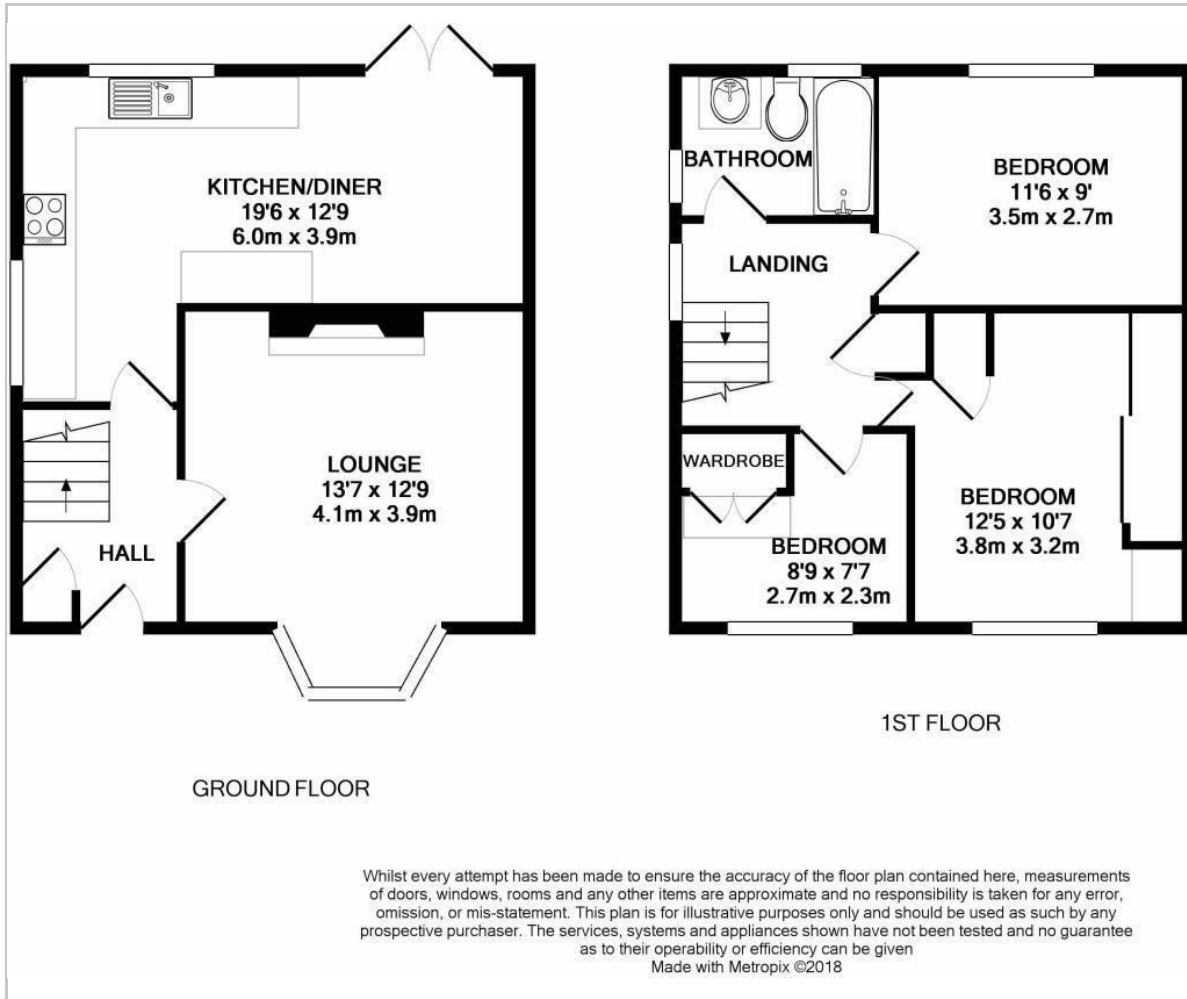 KITCHEN/DINER
19'6 x 12'9
6.0m x 3.9m
LOUNGE
13'7 x 12'9
4.1m x 3.9m
HALL
GROUND FLOOR
BATHROOM
BEDROOM
11'6 x 9'
3.5m x 2.7m
LANDING
WARDROBE
BEDROOM
8'9 x 7'7
2.7m x 2.3m
BEDROOM
12'5 x 10'7
3.8m x 3.2m
1ST FLOOR
Whilst every attempt has been made to ensure the accuracy of the floor plan contained here, measurements
of doors, windows, rooms and any other items are approximate and no responsibility is taken for any error,
omission, or mis-statement. This plan is for illustrative purposes only and should be used as such by any
prospective purchaser. The services, systems and appliances shown have not been tested and no guarantee
as to their operability or efficiency can be given
Made with Metropix ©2018